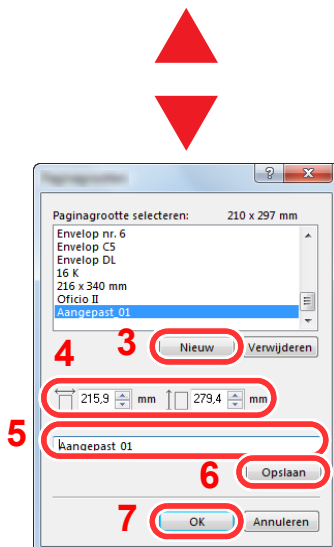 Paginagrootte selecteren: 210 x 297 mm
Envelop nr. 6
Envelop C5
Envelop DL
16 K
216 x 340 mm
Oficio II
Aangepast 01
3 Nieuw Verwijderen
4
215,9 mm 279,4 mm
5 Aangepast 01
6 Opslaan
7 OK Annuleren